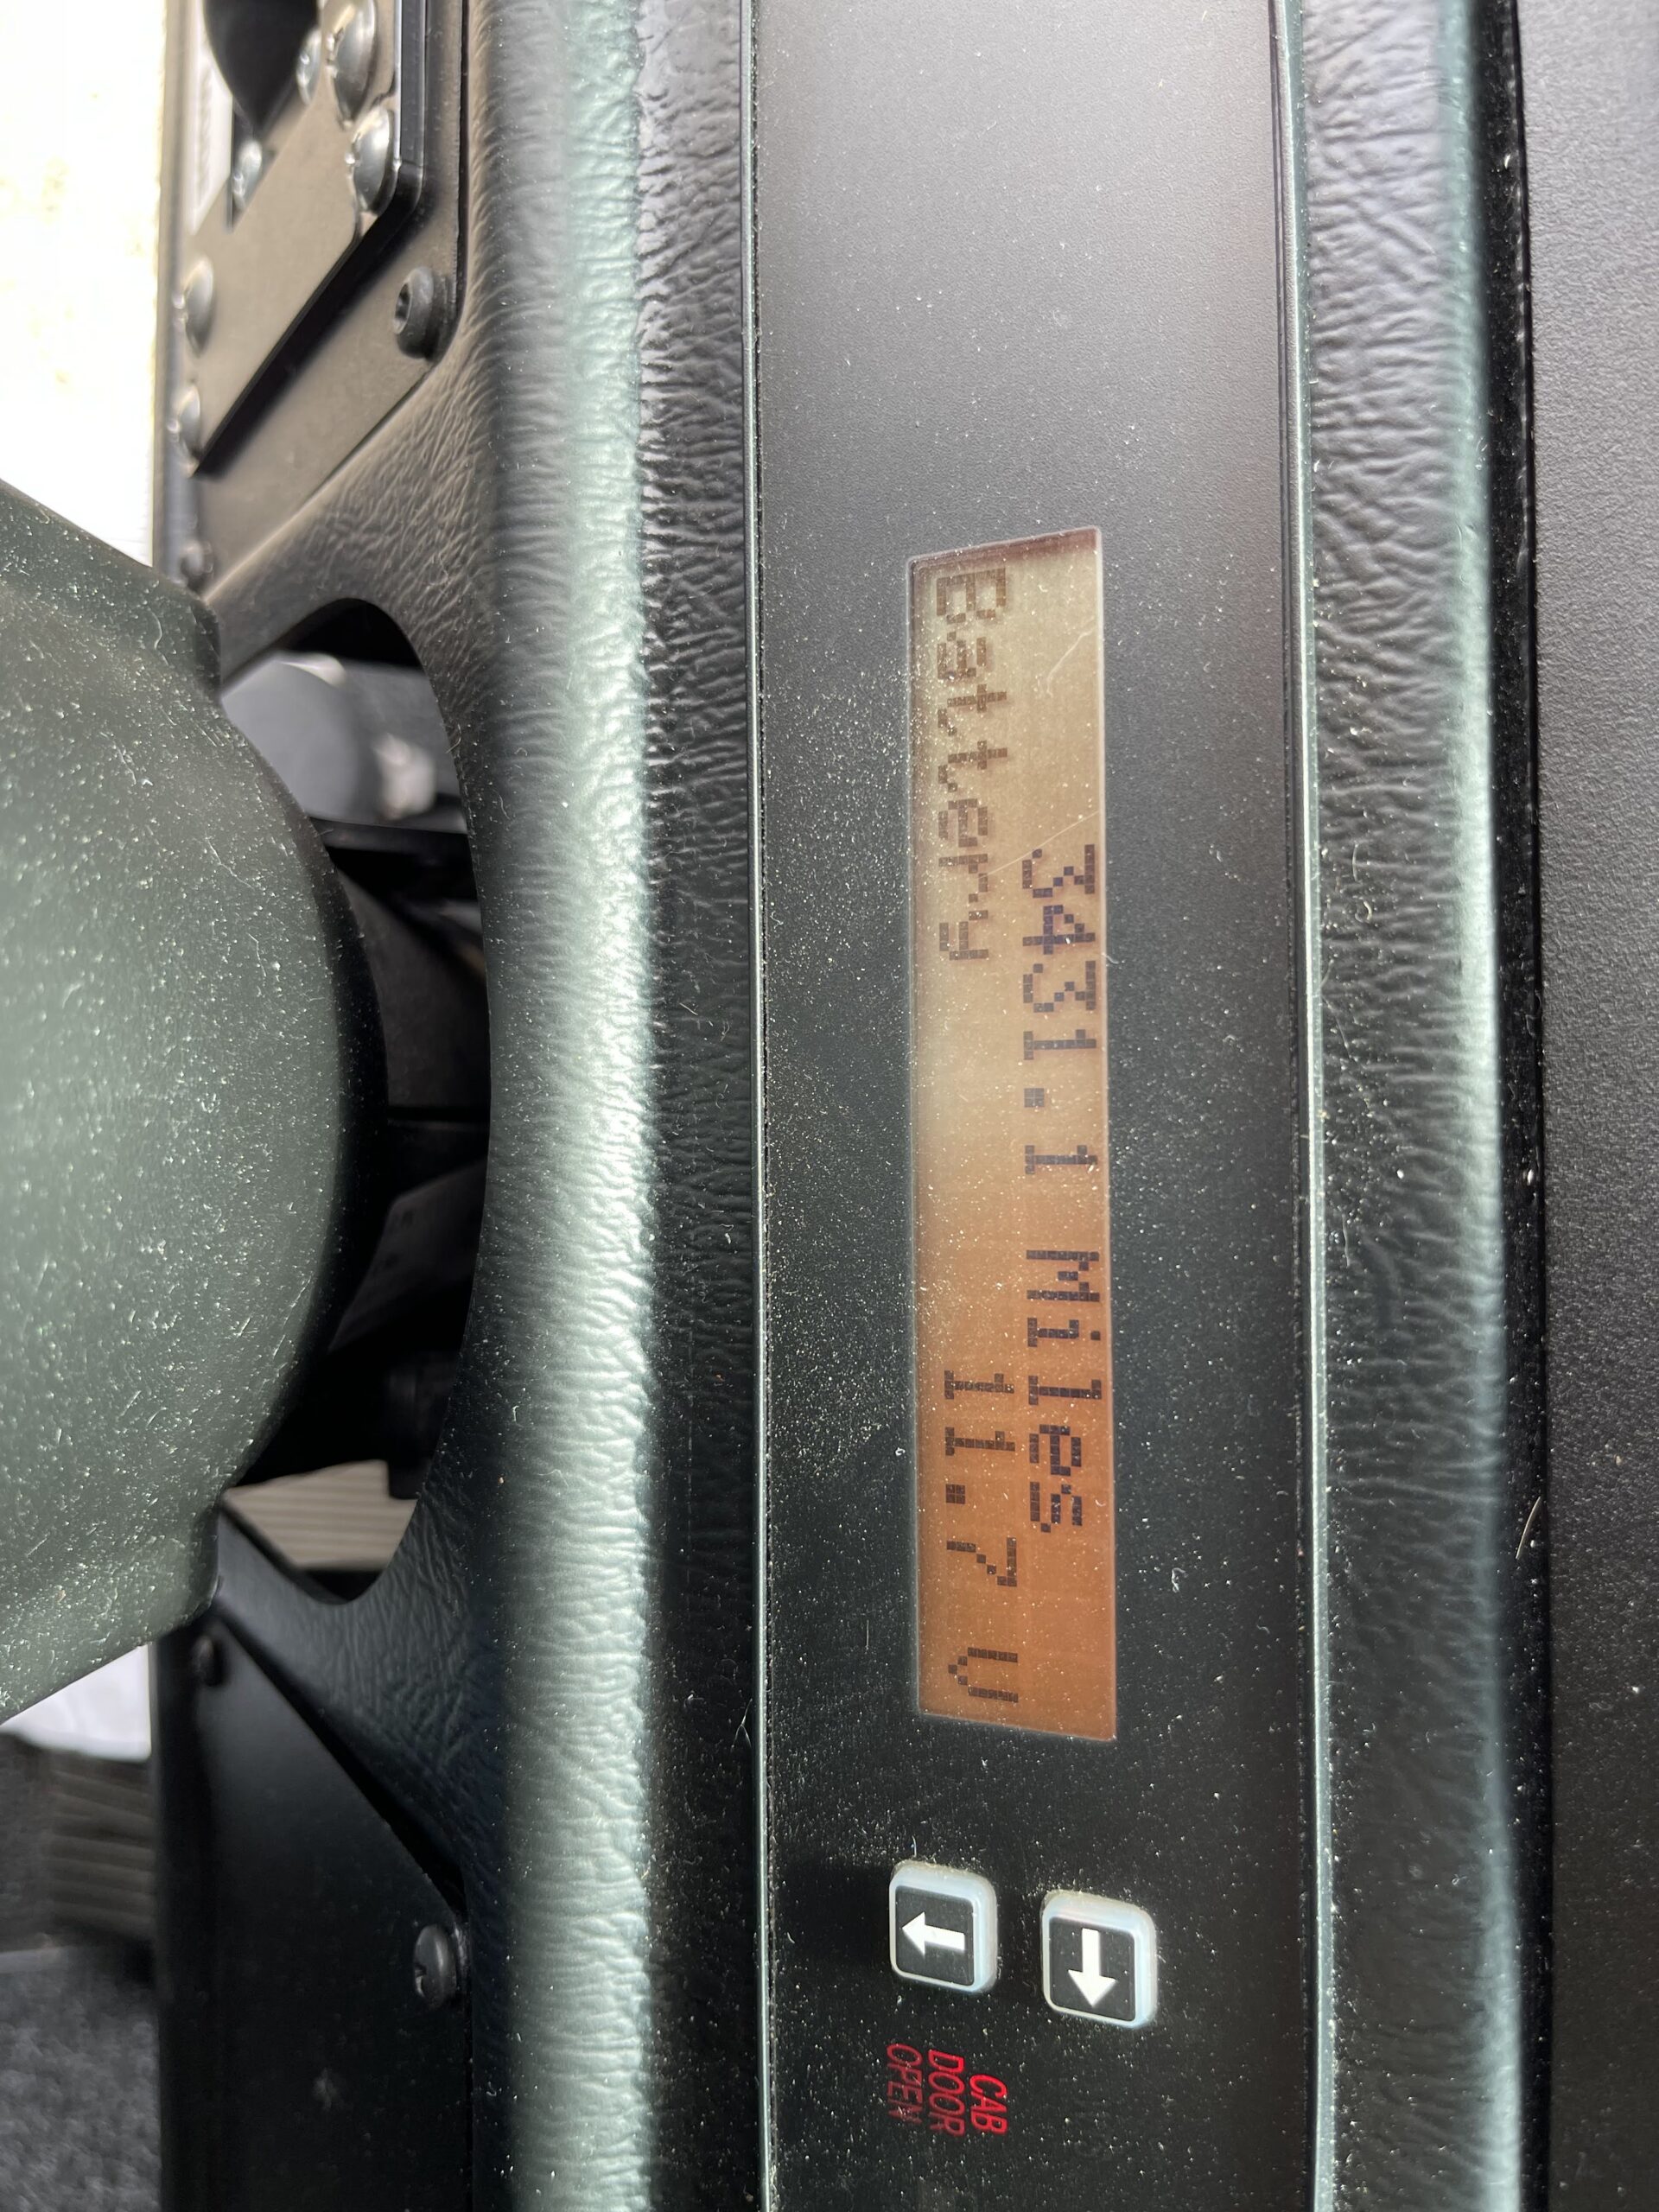 3431.1 miles
Battery 11.7 V
CAB
DOOR
OPEN